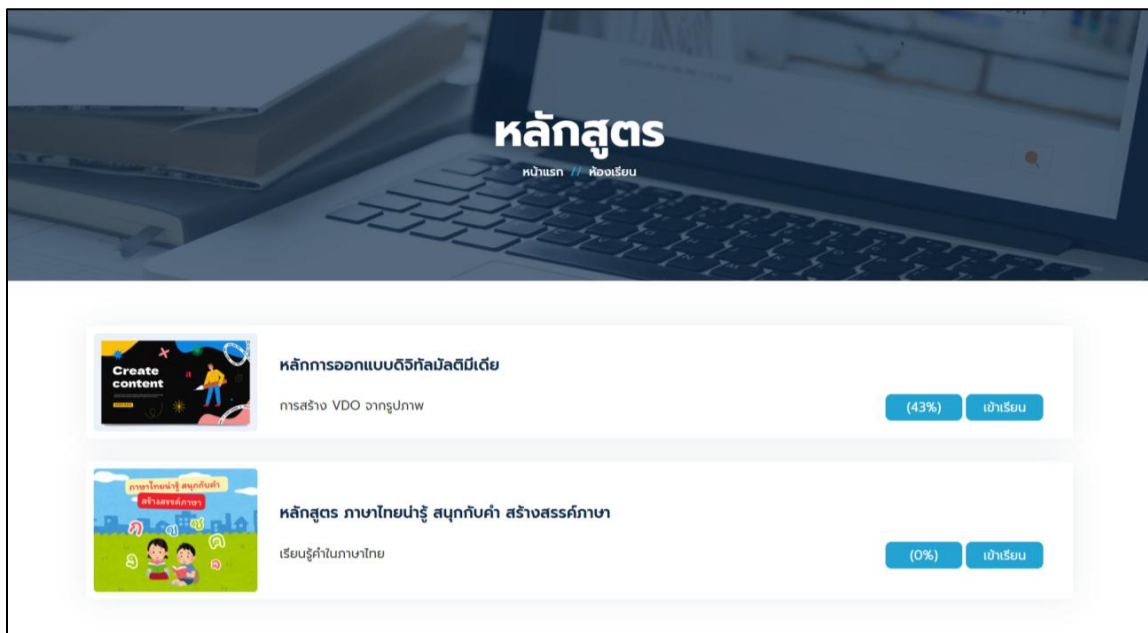 หลักสูตร
หน้าแรก // ห้องเรียน
Create
content
หลักการออกแบบดิจิทัลมัลติมีเดีย
การสร้าง VDO จากรูปภาพ
(43%) เข้าเรียน
ภาษาไทยน่ารู้ สนุกกับคำ
สร้างสรรค์ภาษา
หลักสูตร ภาษาไทยน่ารู้ สนุกกับคำ สร้างสรรค์ภาษา
เรียนรู้คำในภาษาไทย
(0%) เข้าเรียน